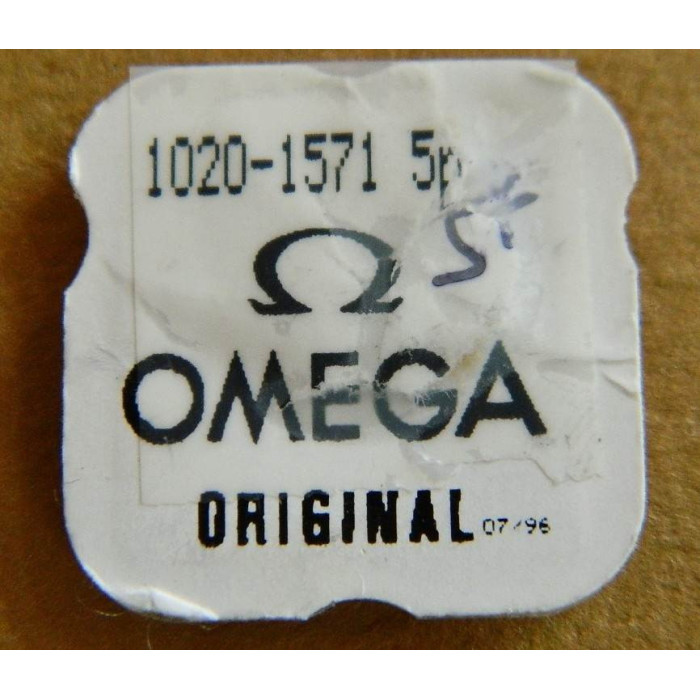 1020-1571 5p
Ω
OMEGA
ORIGINAL 07/96